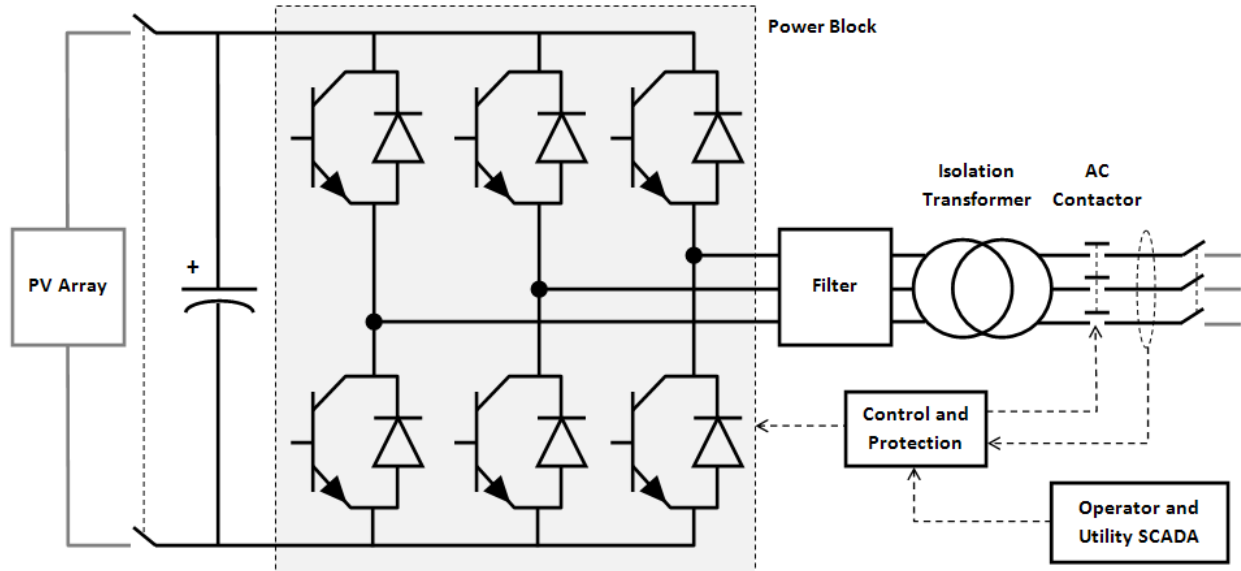 Power Block
Isolation
Transformer
AC
Contactor
PV Array
+
Filter
Control and
Protection
Operator and
Utility SCADA